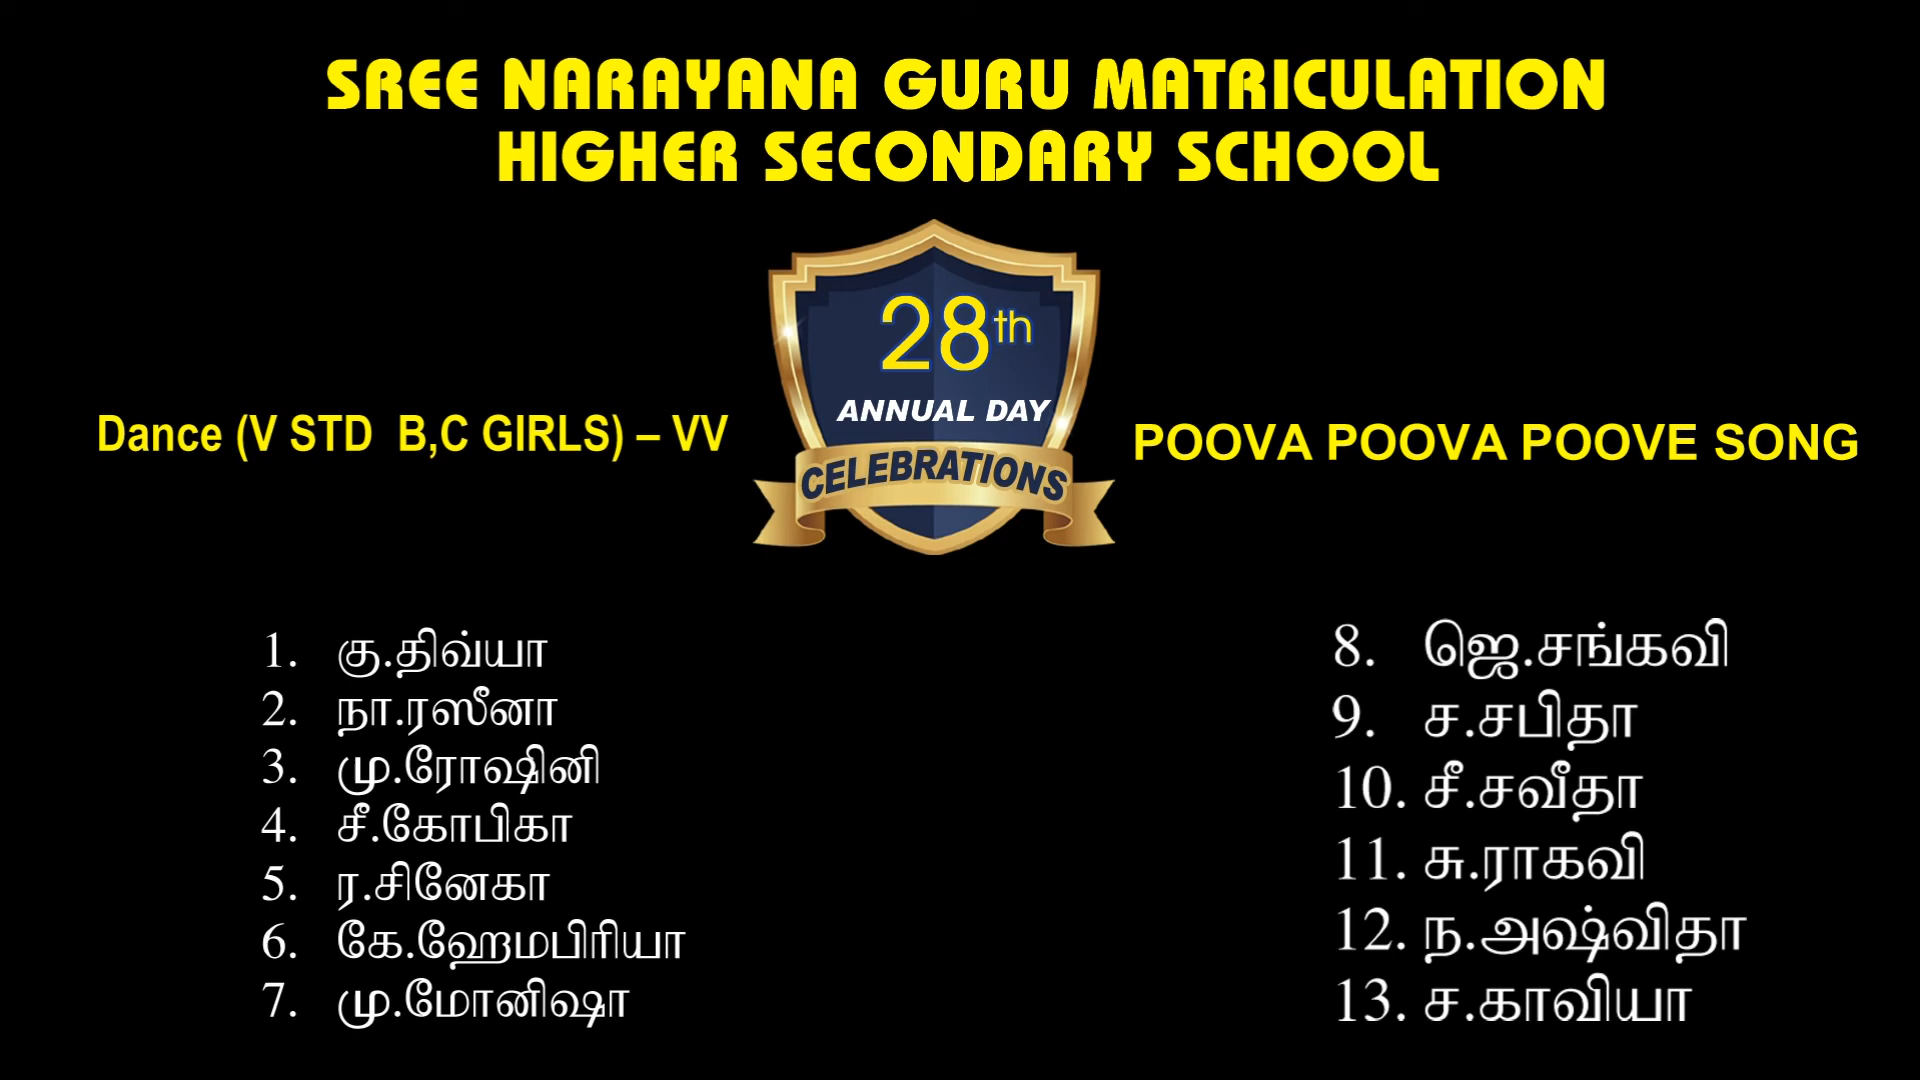 SREE NARAYANA GURU MATRICULATION
HIGHER SECONDARY SCHOOL
28th
ANNUAL DAY
CELEBRATIONS
Dance (V STD B,C GIRLS) – VV
POOVA POOVA POOVE SONG
1. கு.திவ்யா
2. நா.ரஸீனா
3. மு.ரோஷினி
4. சீ.கோபிகா
5. ர.சினேகா
6. கே.ஹேமபிரியா
7. மு.மோனிஷா
8. ஜெ.சங்கவி
9. ச.சபிதா
10. சீ.சவீதா
11. சு.ராகவி
12. ந.அஷ்விதா
13. ச.காவியா